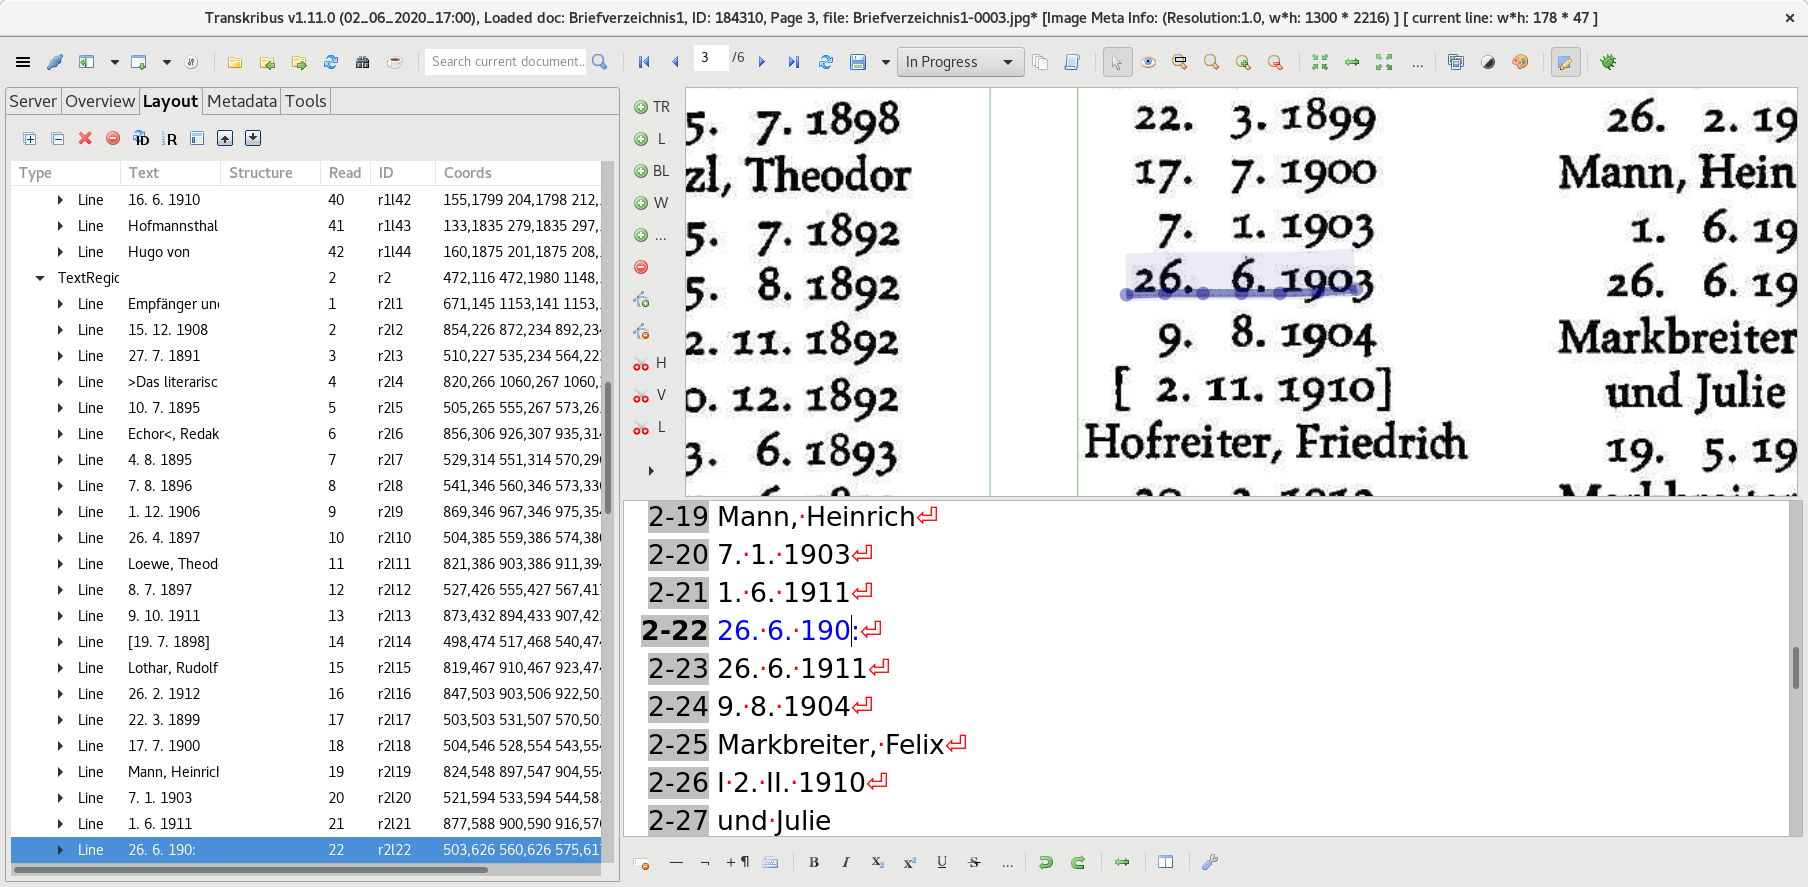 Transkribus v1.11.0 (02_06_2020_17:00), Loaded doc: Briefverzeichnis1, ID: 184310, Page 3, file: Briefverzeichnis1-0003.jpg* [Image Meta Info: (Resolution:1.0, w*h: 1300 * 2216) ] [ current line: w*h: 178 * 47 ]
Search current document...
3 /6
In Progress
Server Overview Layout Metadata Tools
ID R
Type Text Structure Read ID Coords
Line 16. 6. 1910 40 r1l42 155,1799 204,1798 212,
Line Hofmannsthal 41 r1l43 133,1835 279,1835 297,
Line Hugo von 42 r1l44 160,1875 201,1875 208,
TextRegic 2 r2 472,116 472,1980 1148,
Line Empfänger un 1 r2l1 671,145 1153,141 1153,
Line 15. 12. 1908 2 r2l2 854,226 872,234 892,234
Line 27. 7. 1891 3 r2l3 510,227 535,234 564,22
Line >Das literarisc 4 r2l4 820,266 1060,267 1060,
Line 10. 7. 1895 5 r2l5 505,265 555,267 573,26
Line Echor<, Redak 6 r2l6 856,306 926,307 935,314
Line 4. 8. 1895 7 r2l7 529,314 551,314 570,290
Line 7. 8. 1896 8 r2l8 541,346 560,346 573,330
Line 1. 12. 1906 9 r2l9 869,346 967,346 975,354
Line 26. 4. 1897 10 r2l10 504,385 559,386 574,380
Line Loewe, Theod 11 r2l11 821,386 903,386 911,394
Line 8. 7. 1897 12 r2l12 527,426 555,427 567,417
Line 9. 10. 1911 13 r2l13 873,432 894,433 907,42
Line [19. 7. 1898] 14 r2l14 498,474 517,468 540,474
Line Lothar, Rudolf 15 r2l15 819,467 910,467 923,474
Line 26. 2. 1912 16 r2l16 847,503 903,506 922,50
Line 22. 3. 1899 17 r2l17 503,503 531,507 570,50
Line 17. 7. 1900 18 r2l18 504,546 528,554 543,554
Line Mann, Heinricl 19 r2l19 824,548 897,547 904,554
Line 7. 1. 1903 20 r2l20 521,594 533,594 544,58
Line 1. 6. 1911 21 r2l21 877,588 900,590 916,570
Line 26. 6. 190: 22 r2l22 503,626 560,626 575,617
TR
L
BL
W
...
H
V
L
5. 7. 1898
zl, Theodor
5. 7. 1892
5. 8. 1892
2. 11. 1892
0. 12. 1892
3. 6. 1893
22. 3. 1899
17. 7. 1900
7. 1. 1903
26. 6. 1903
9. 8. 1904
[ 2. 11. 1910]
Hofreiter, Friedrich
26. 2. 19
Mann, Hein
1. 6. 19
26. 6. 19
Markbreiter
und Julie
19. 5. 19
2-19 Mann, Heinrich
2-20 7. 1. 1903
2-21 1. 6. 1911
2-22 26. 6. 190:
2-23 26. 6. 1911
2-24 9. 8. 1904
2-25 Markbreiter, Felix
2-26 I 2. II. 1910
2-27 und Julie
— ¬ + ¶ B I X₂ X² U S ...